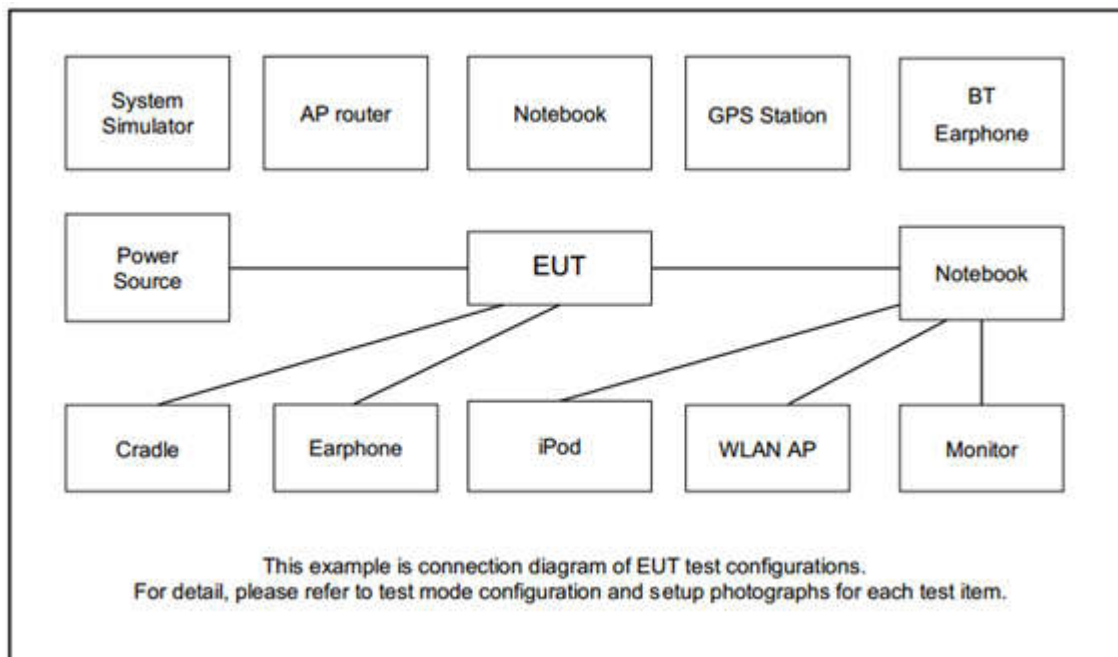 System
Simulator
AP router
Notebook
GPS Station
BT
Earphone
Power
Source
EUT
Notebook
Cradle
Earphone
iPod
WLAN AP
Monitor
This example is connection diagram of EUT test configurations.
For detail, please refer to test mode configuration and setup photographs for each test item.